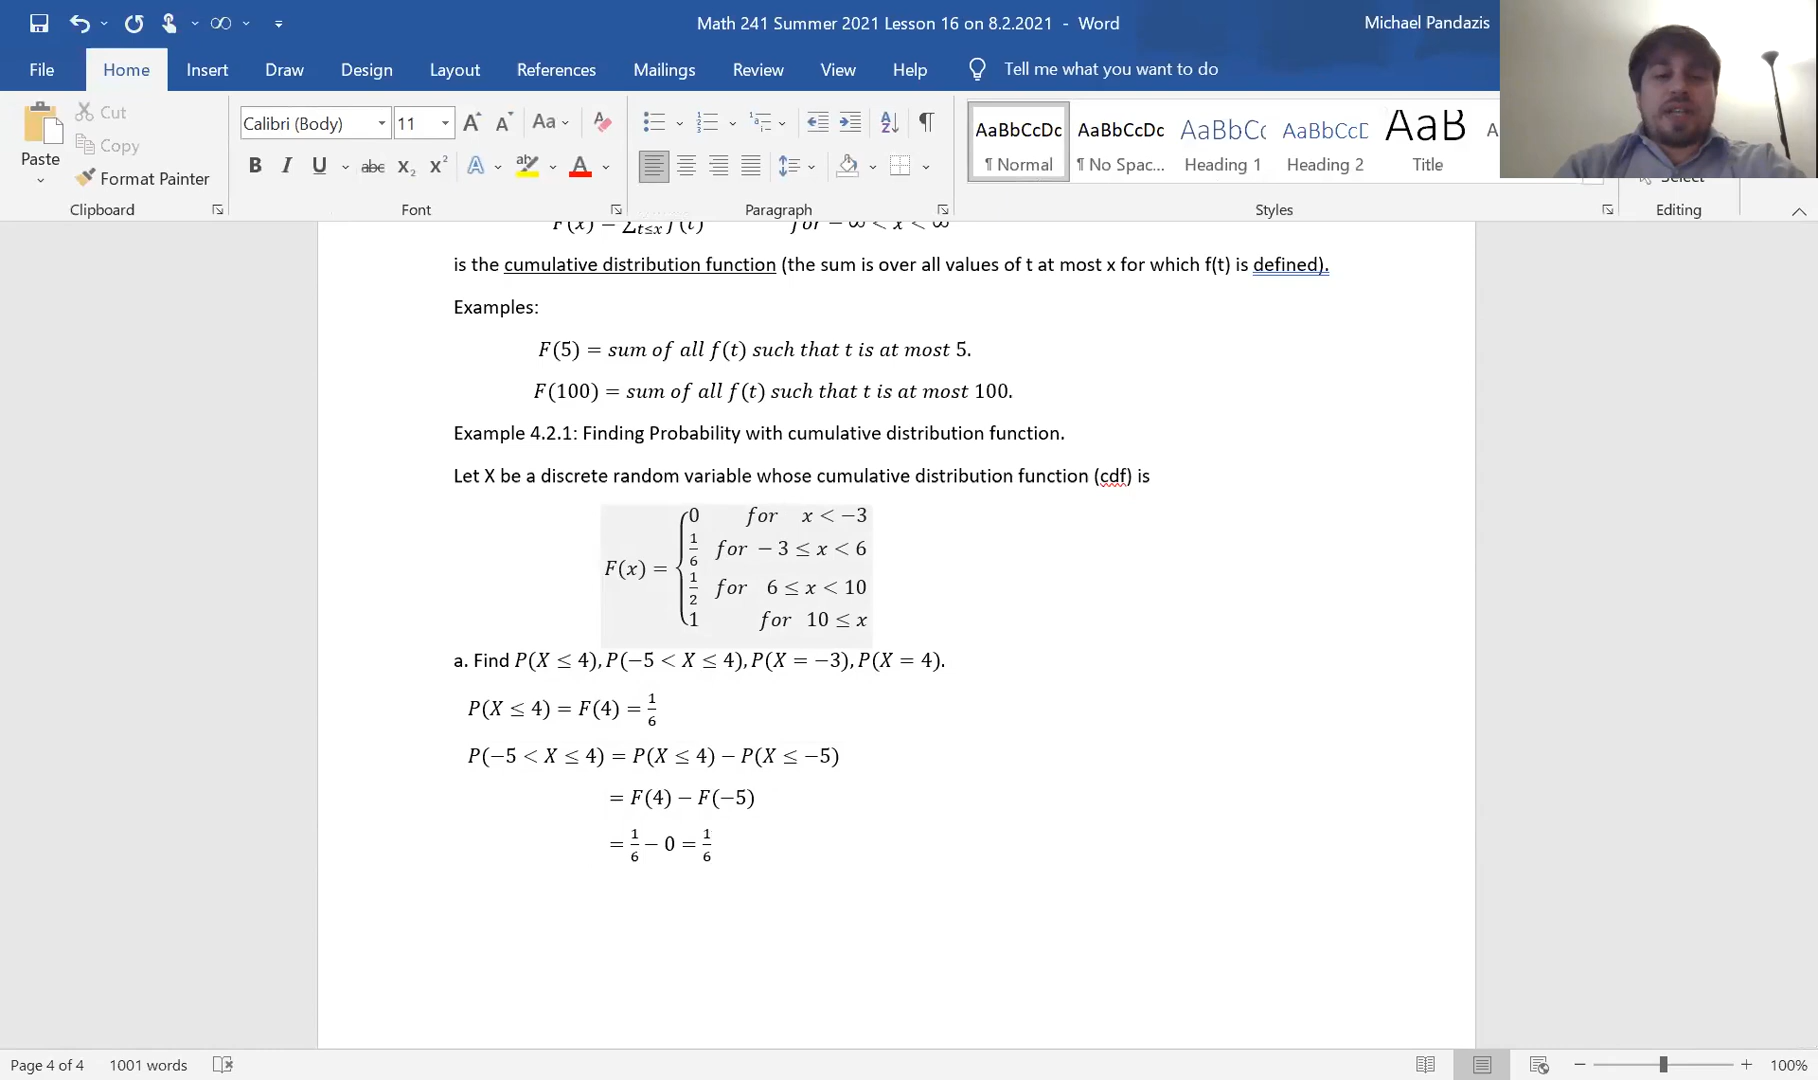 Math 241 Summer 2021 Lesson 16 on 8.2.2021 - Word
Michael Pandazis
File Home Insert Draw Design Layout References Mailings Review View Help Tell me what you want to do
Paste
Cut
Copy
Format Painter
Clipboard
Calibri (Body) 11
Font
Paragraph
AaBbCcDc AaBbCcDc AaBbCc AaBbCcD AaB
¶ Normal ¶ No Spac... Heading 1 Heading 2 Title
Styles
Select
Editing
F(x) = ∑t≤x f(t) for − ∞ < x < ∞
is the cumulative distribution function (the sum is over all values of t at most x for which f(t) is defined).
Examples:
F(5) = sum of all f(t) such that t is at most 5.
F(100) = sum of all f(t) such that t is at most 100.
Example 4.2.1: Finding Probability with cumulative distribution function.
Let X be a discrete random variable whose cumulative distribution function (cdf) is
F(x) = {
0 for x < −3
1/6 for − 3 ≤ x < 6
1/2 for 6 ≤ x < 10
1 for 10 ≤ x
a. Find P(X ≤ 4), P(−5 < X ≤ 4), P(X = −3), P(X = 4).
P(X ≤ 4) = F(4) = 1/6
P(−5 < X ≤ 4) = P(X ≤ 4) − P(X ≤ −5)
= F(4) − F(−5)
= 1/6 − 0 = 1/6
Page 4 of 4 1001 words 100%